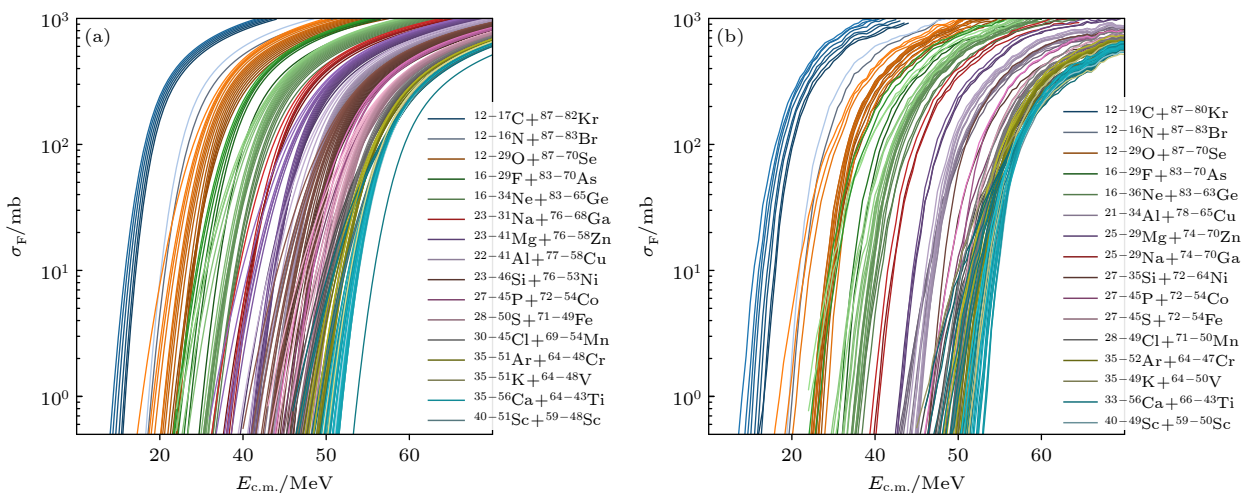 (a)
σ_F/mb
10³
10²
10¹
10⁰
20 40 50 60
E_c.m./MeV
¹²⁻¹⁷C+⁸⁷⁻⁸²Kr
¹²⁻¹⁶N+⁸⁷⁻⁸³Br
¹²⁻²⁹O+⁸⁷⁻⁷⁰Se
¹⁶⁻²⁹F+⁸³⁻⁷⁰As
¹⁶⁻³⁴Ne+⁸³⁻⁶⁵Ge
²³⁻³¹Na+⁷⁶⁻⁶⁸Ga
²³⁻⁴¹Mg+⁷⁶⁻⁵⁸Zn
²²⁻⁴¹Al+⁷⁷⁻⁵⁸Cu
²³⁻⁴⁶Si+⁷⁶⁻⁵³Ni
²⁷⁻⁴⁵P+⁷²⁻⁵⁴Co
²⁸⁻⁵⁰S+⁷¹⁻⁴⁹Fe
³⁰⁻⁴⁵Cl+⁶⁹⁻⁵⁴Mn
³⁵⁻⁵¹Ar+⁶⁴⁻⁴⁸Cr
³⁵⁻⁵¹K+⁶⁴⁻⁴⁸V
³⁵⁻⁵⁶Ca+⁶⁴⁻⁴³Ti
⁴⁰⁻⁵¹Sc+⁵⁹⁻⁴⁸Sc
(b)
σ_F/mb
10³
10²
10¹
10⁰
20 30 40 50 60
E_c.m./MeV
¹²⁻¹⁹C+⁸⁷⁻⁸⁰Kr
¹²⁻¹⁶N+⁸⁷⁻⁸³Br
¹²⁻²⁹O+⁸⁷⁻⁷⁰Se
¹⁶⁻²⁹F+⁸³⁻⁷⁰As
¹⁶⁻³⁶Ne+⁸³⁻⁶³Ge
²¹⁻³⁴Al+⁷⁸⁻⁶⁵Cu
²⁵⁻²⁹Mg+⁷⁴⁻⁷⁰Zn
²⁵⁻²⁹Na+⁷⁴⁻⁷⁰Ga
²⁷⁻³⁵Si+⁷²⁻⁶⁴Ni
²⁷⁻⁴⁵P+⁷²⁻⁵⁴Co
²⁷⁻⁴⁵S+⁷²⁻⁵⁴Fe
²⁸⁻⁴⁹Cl+⁷¹⁻⁵⁰Mn
³⁵⁻⁵²Ar+⁶⁴⁻⁴⁷Cr
³⁵⁻⁴⁹K+⁶⁴⁻⁵⁰V
³³⁻⁵⁶Ca+⁶⁶⁻⁴³Ti
⁴⁰⁻⁴⁹Sc+⁵⁹⁻⁵⁰Sc